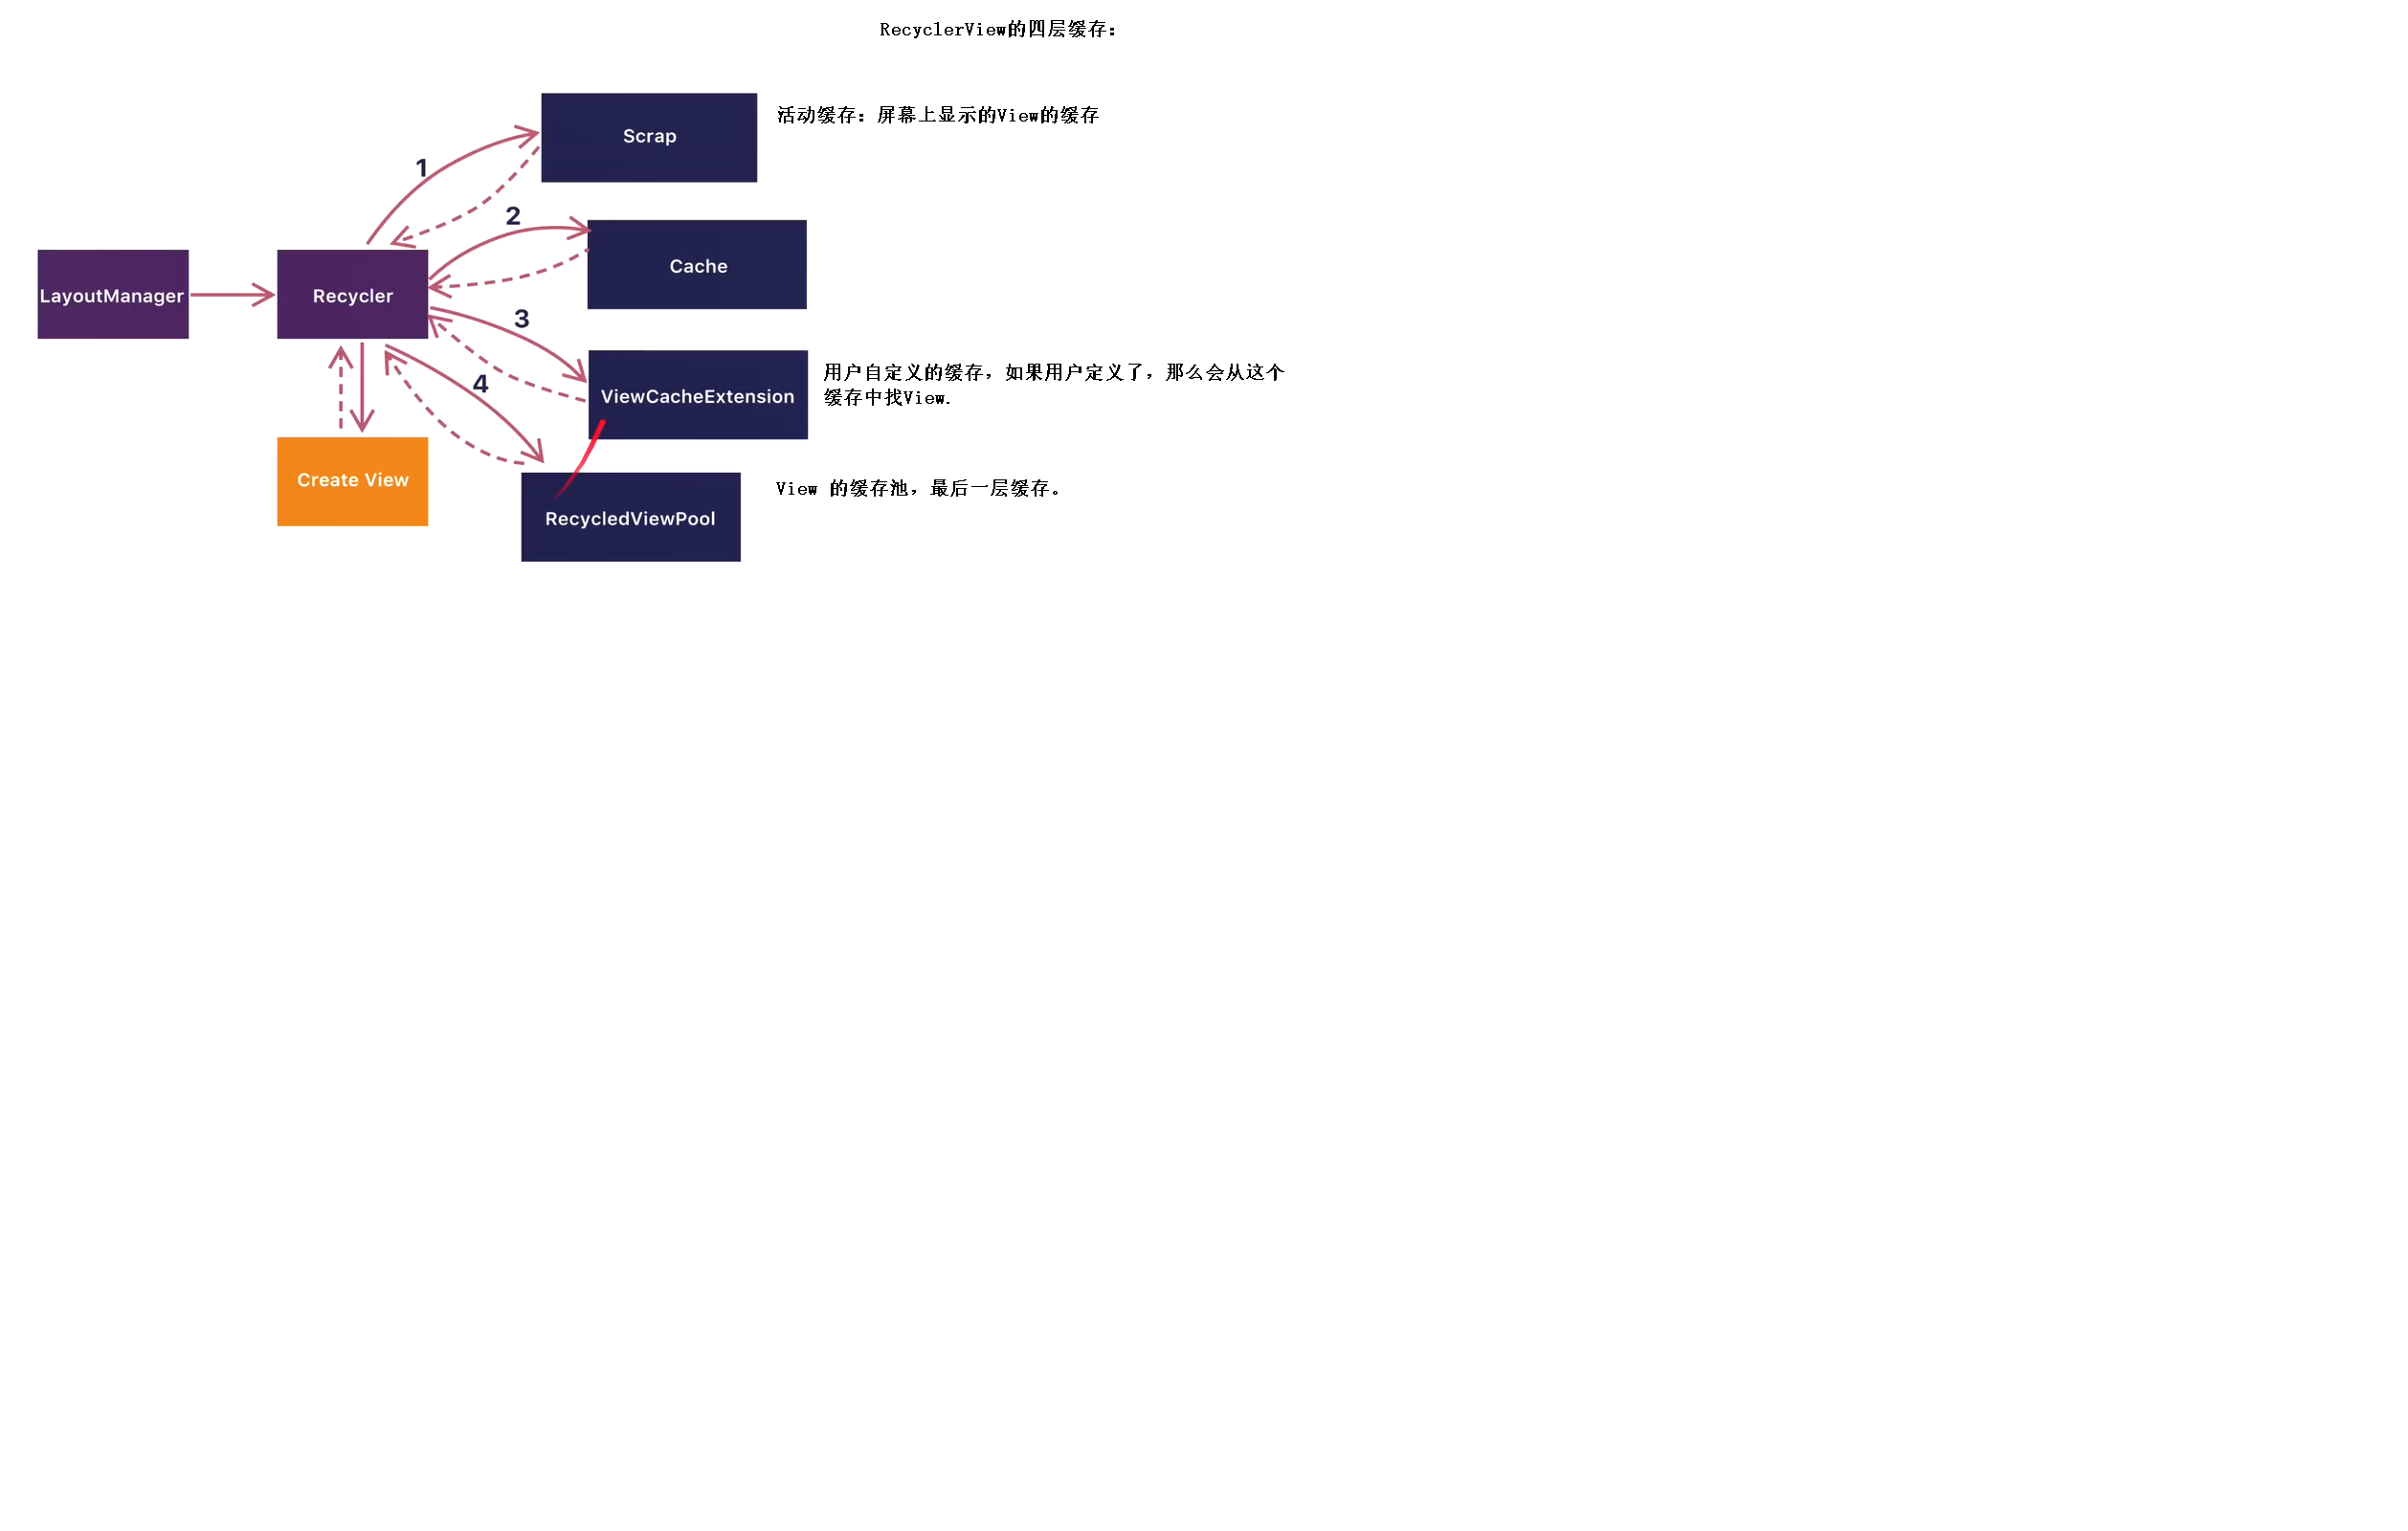 RecyclerView的四层缓存：
Scrap
活动缓存：屏幕上显示的View的缓存
1
2
Cache
LayoutManager
Recycler
3
ViewCacheExtension
用户自定义的缓存，如果用户定义了，那么会从这个
缓存中找View.
4
Create View
RecycledViewPool
View 的缓存池，最后一层缓存。